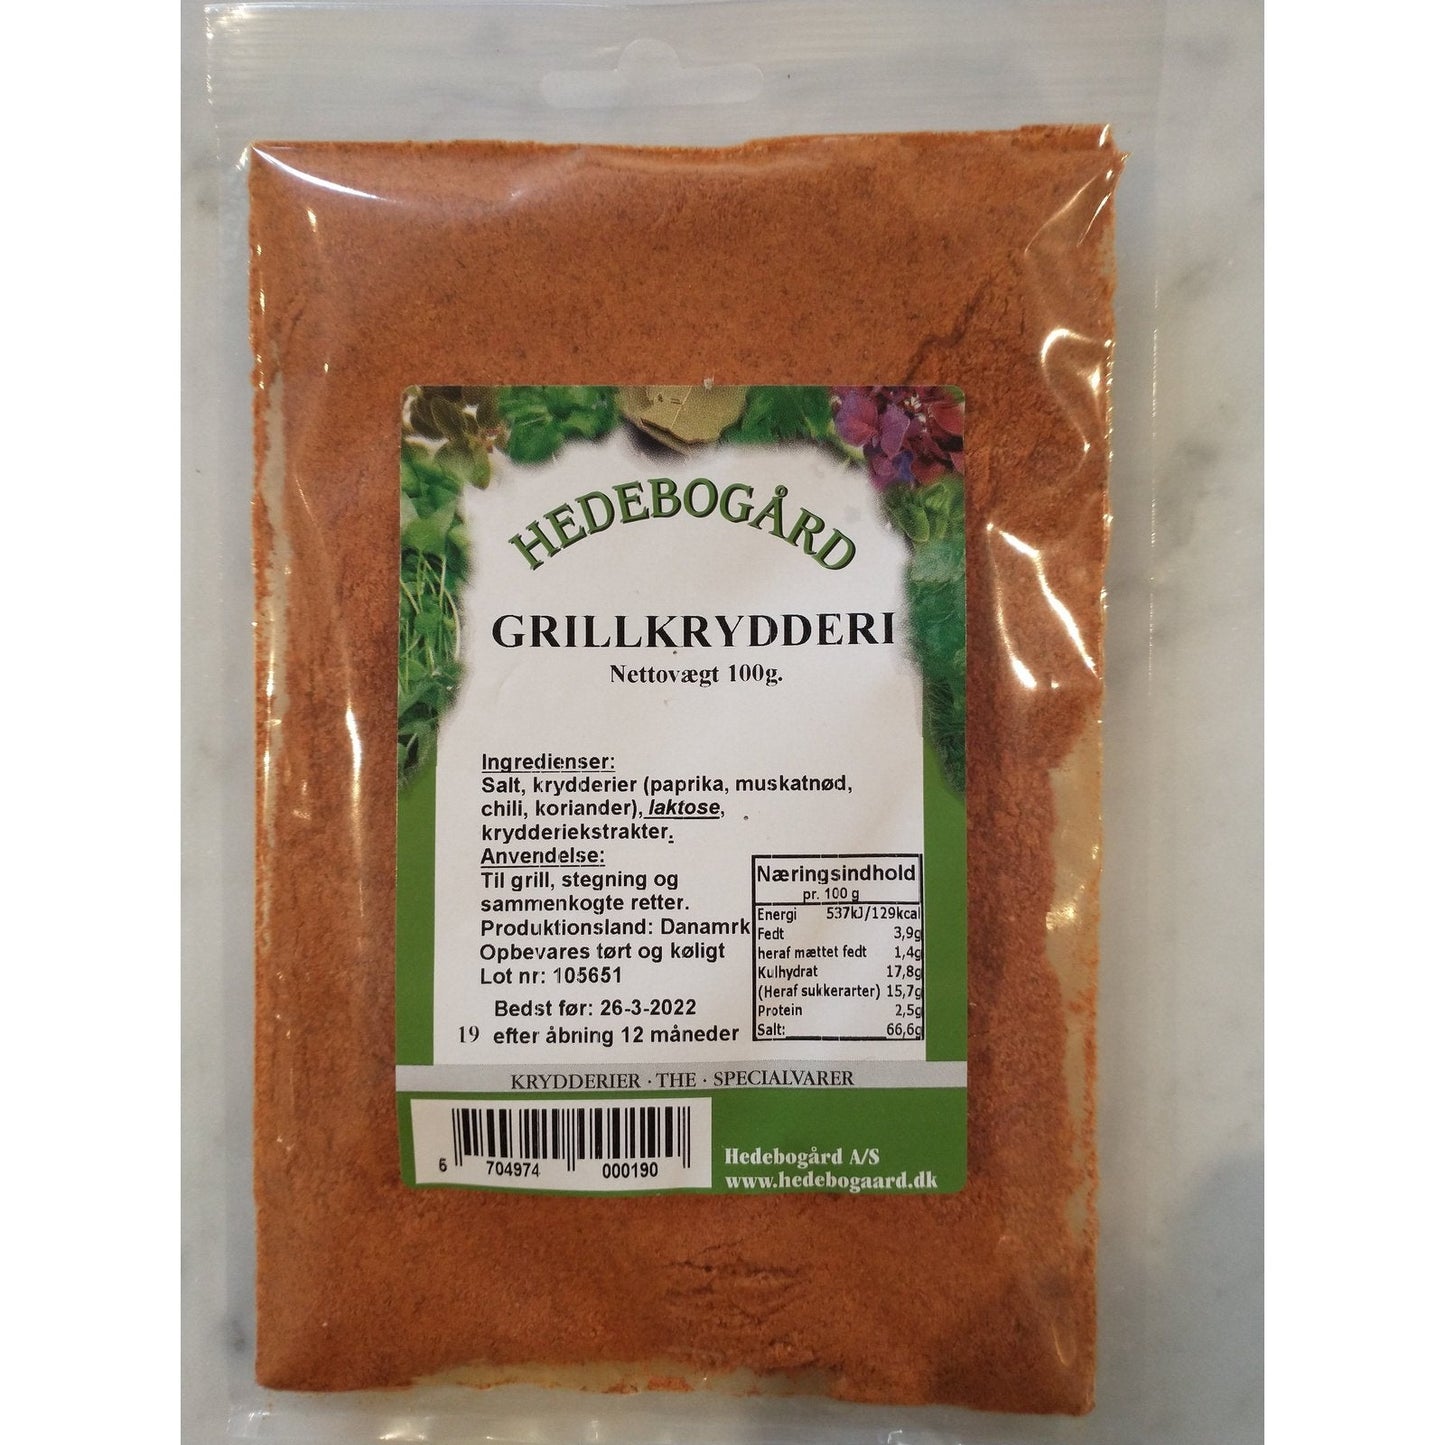 HEDEBOGÅRD
GRILLKRYDDERI
Nettovægt 100g.
Ingredienser:
Salt, krydderier (paprika, muskatnød,
chili, koriander), laktose,
krydderiekstrakter.
Anvendelse:
Til grill, stegning og
sammenkogte retter.
Produktionsland: Danamrk
Opbevares tørt og køligt
Lot nr: 105651
Bedst før: 26-3-2022
19 efter åbning 12 måneder
Næringsindhold
pr. 100 g
Energi 537kJ/129kcal
Fedt 3,9g
heraf mættet fedt 1,4g
Kulhydrat 17,8g
(Heraf sukkerarter) 15,7g
Protein 2,5g
Salt: 66,6g
KRYDDERIER · THE · SPECIALVARER
5 704974 000190
Hedebogård A/S
www.hedebogaard.dk